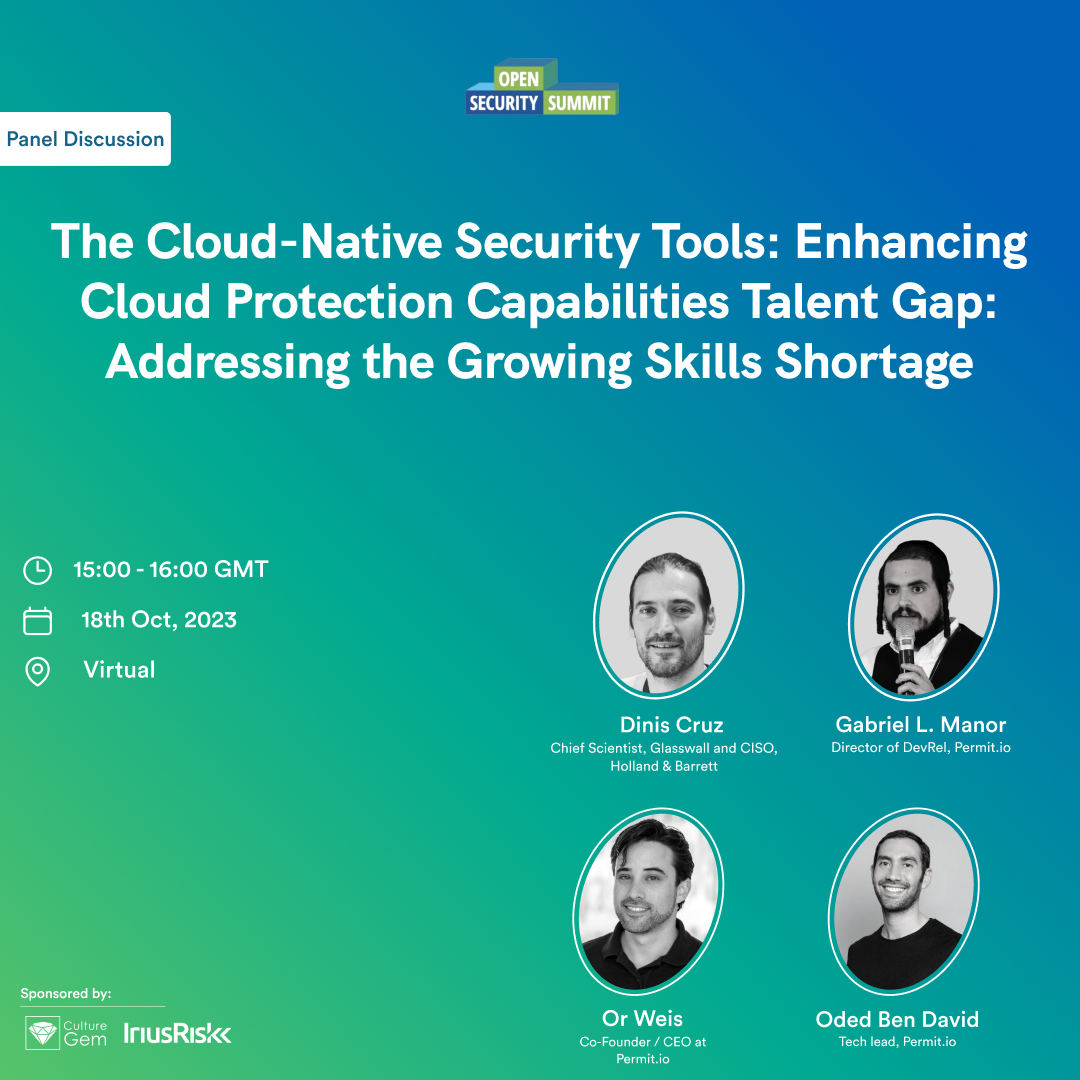 OPEN
SECURITY SUMMIT
Panel Discussion
The Cloud-Native Security Tools: Enhancing
Cloud Protection Capabilities Talent Gap:
Addressing the Growing Skills Shortage
15:00 - 16:00 GMT
18th Oct, 2023
Virtual
Dinis Cruz
Chief Scientist, Glasswall and CISO,
Holland & Barrett
Gabriel L. Manor
Director of DevRel, Permit.io
Or Weis
Co-Founder / CEO at
Permit.io
Oded Ben David
Tech lead, Permit.io
Sponsored by:
Culture
Gem
IriusRisk